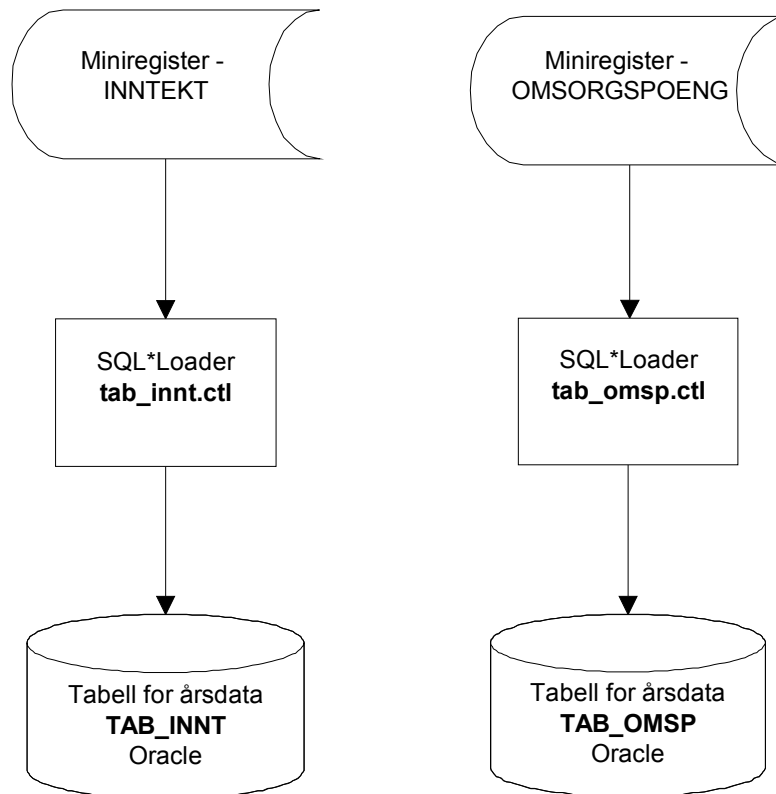 Miniregister -
INNTEKT
Miniregister -
OMSORGSPOENG
SQL*Loader
tab_innt.ctl
SQL*Loader
tab_omsp.ctl
Tabell for årsdata
TAB_INNT
Oracle
Tabell for årsdata
TAB_OMSP
Oracle